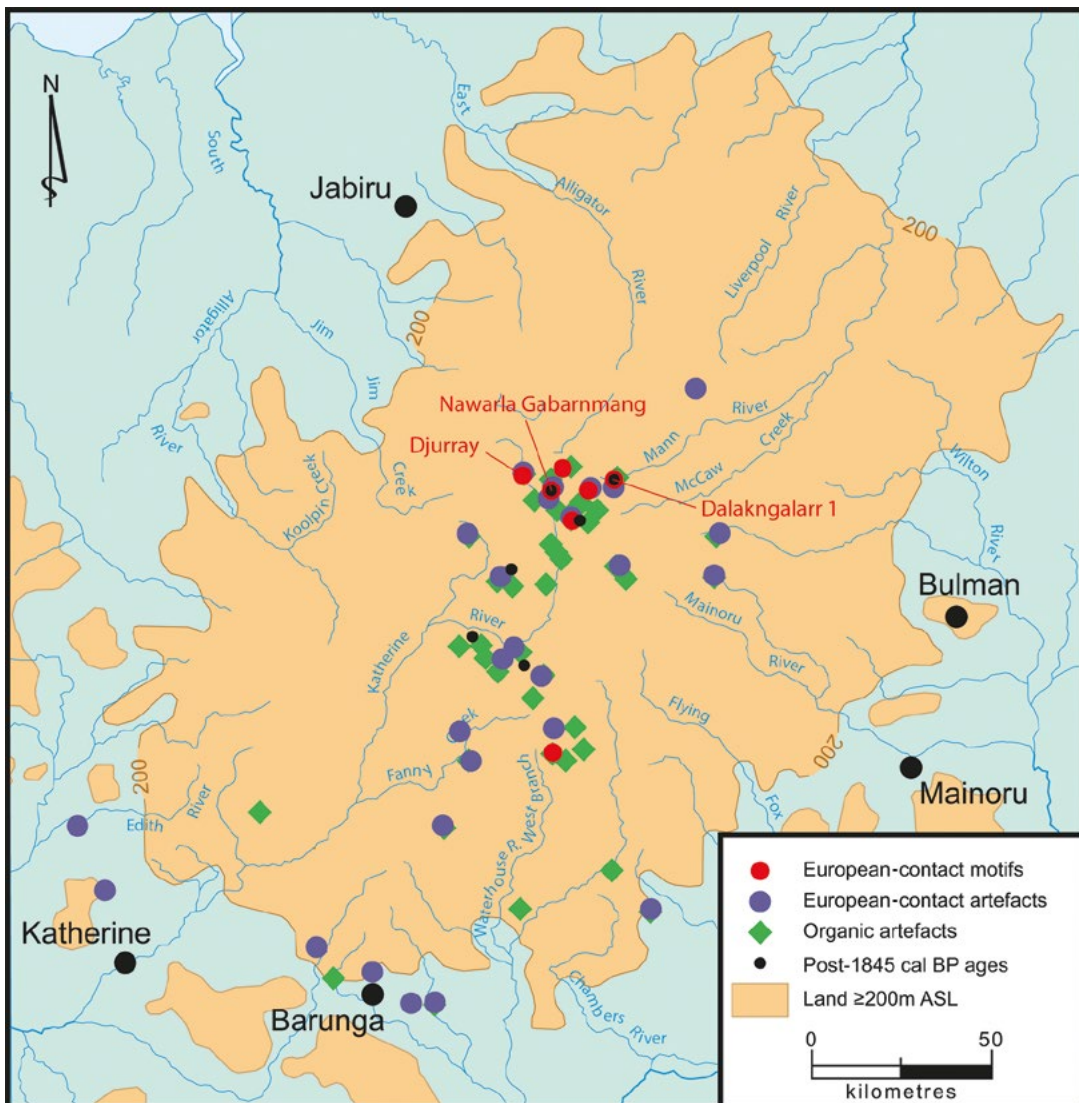 N
South
East
Jabiru
Alligator
River
Liverpool
River
200
Alligator
River
Jim
Jim
Creek
200
Nawarla Gabarnmang
Djurray
Mann
River
McCaw
Creek
Wilton
River
Koolpin Creek
Dalakngalarr 1
Bulman
Mainoru
River
Katherine
River
Flying
Fox
200
Mainoru
Fanny
Creek
200
Edith
River
Waterhouse R. West Branch
Katherine
Barunga
Chambers
River
European-contact motifs
European-contact artefacts
Organic artefacts
Post-1845 cal BP ages
Land ≥200m ASL
0
50
kilometres